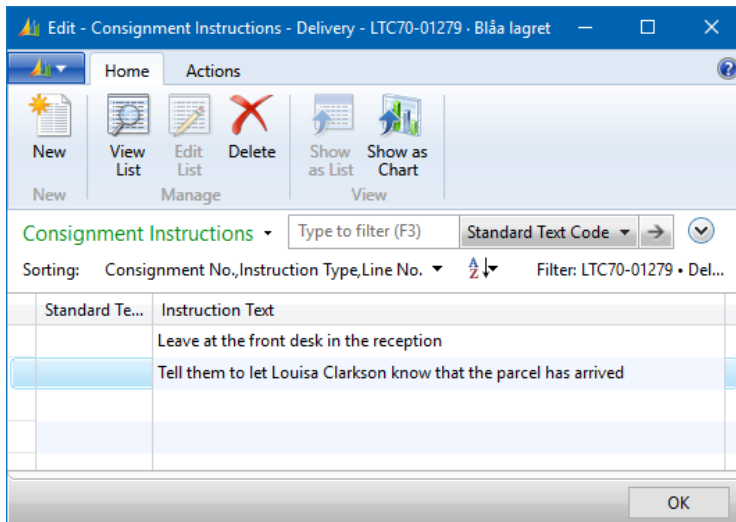 Edit - Consignment Instructions - Delivery - LTC70-01279 · Blåa lagret
Home Actions
New View List Edit List Delete Show as List Show as Chart
New Manage View
Consignment Instructions Type to filter (F3) Standard Text Code
Sorting: Consignment No.,Instruction Type,Line No. A Z Filter: LTC70-01279 • Del...
Standard Te... Instruction Text
Leave at the front desk in the reception
Tell them to let Louisa Clarkson know that the parcel has arrived
OK